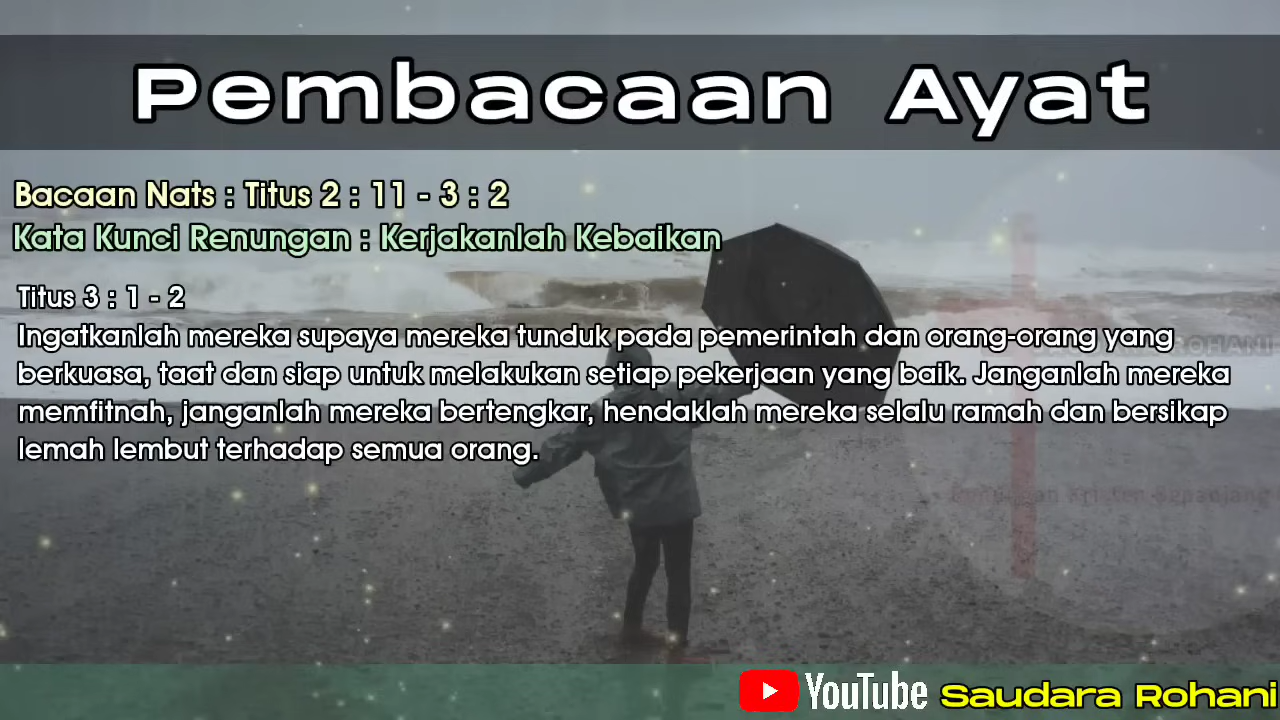 Pembacaan Ayat
Bacaan Nats : Titus 2 : 11 - 3 : 2
Kata Kunci Renungan : Kerjakanlah Kebaikan
Titus 3 : 1 - 2
Ingatkanlah mereka supaya mereka tunduk pada pemerintah dan orang-orang yang
berkuasa, taat dan siap untuk melakukan setiap pekerjaan yang baik. Janganlah mereka
memfitnah, janganlah mereka bertengkar, hendaklah mereka selalu ramah dan bersikap
lemah lembut terhadap semua orang.
ROHANI
YouTube Saudara Rohani